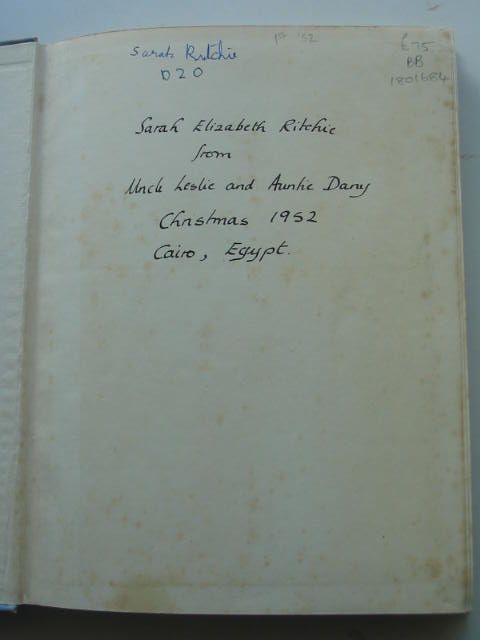 Sarah Ritchie
D20
1st '52
£75
BB
1801684
Sarah Elizabeth Ritchie
from
Uncle Leslie and Auntie Dany
Christmas 1952
Cairo, Egypt.